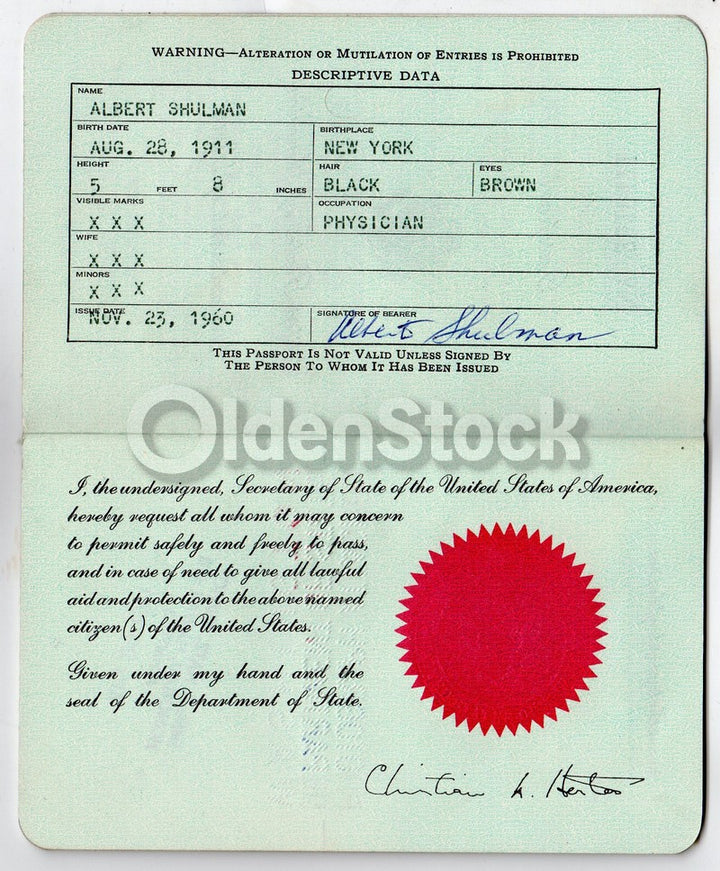 WARNING—ALTERATION OR MUTILATION OF ENTRIES IS PROHIBITED
DESCRIPTIVE DATA
NAME
ALBERT SHULMAN
BIRTH DATE
AUG. 28, 1911
BIRTHPLACE
NEW YORK
HEIGHT
5 FEET 8 INCHES
HAIR
BLACK
EYES
BROWN
VISIBLE MARKS
X X X
OCCUPATION
PHYSICIAN
WIFE
X X X
MINORS
X X X
ISSUE DATE
NOV. 23, 1960
SIGNATURE OF BEARER
Albert Shulman
THIS PASSPORT IS NOT VALID UNLESS SIGNED BY
THE PERSON TO WHOM IT HAS BEEN ISSUED
OldenStock
I, the undersigned, Secretary of State of the United States of America,
hereby request all whom it may concern
to permit safely and freely to pass,
and in case of need to give all lawful
aid and protection to the above named
citizen(s) of the United States.
Given under my hand and the
seal of the Department of State.
Christian A. Herter